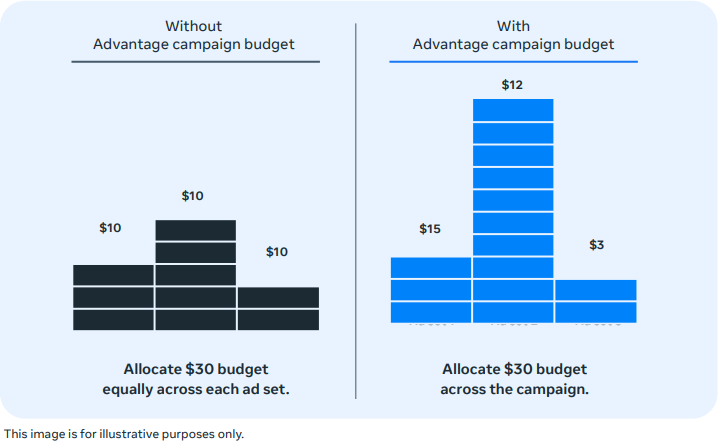 Without
Advantage campaign budget
With
Advantage campaign budget
$10
$10
$10
$15
$12
$3
Allocate $30 budget
equally across each ad set.
Allocate $30 budget
across the campaign.
This image is for illustrative purposes only.